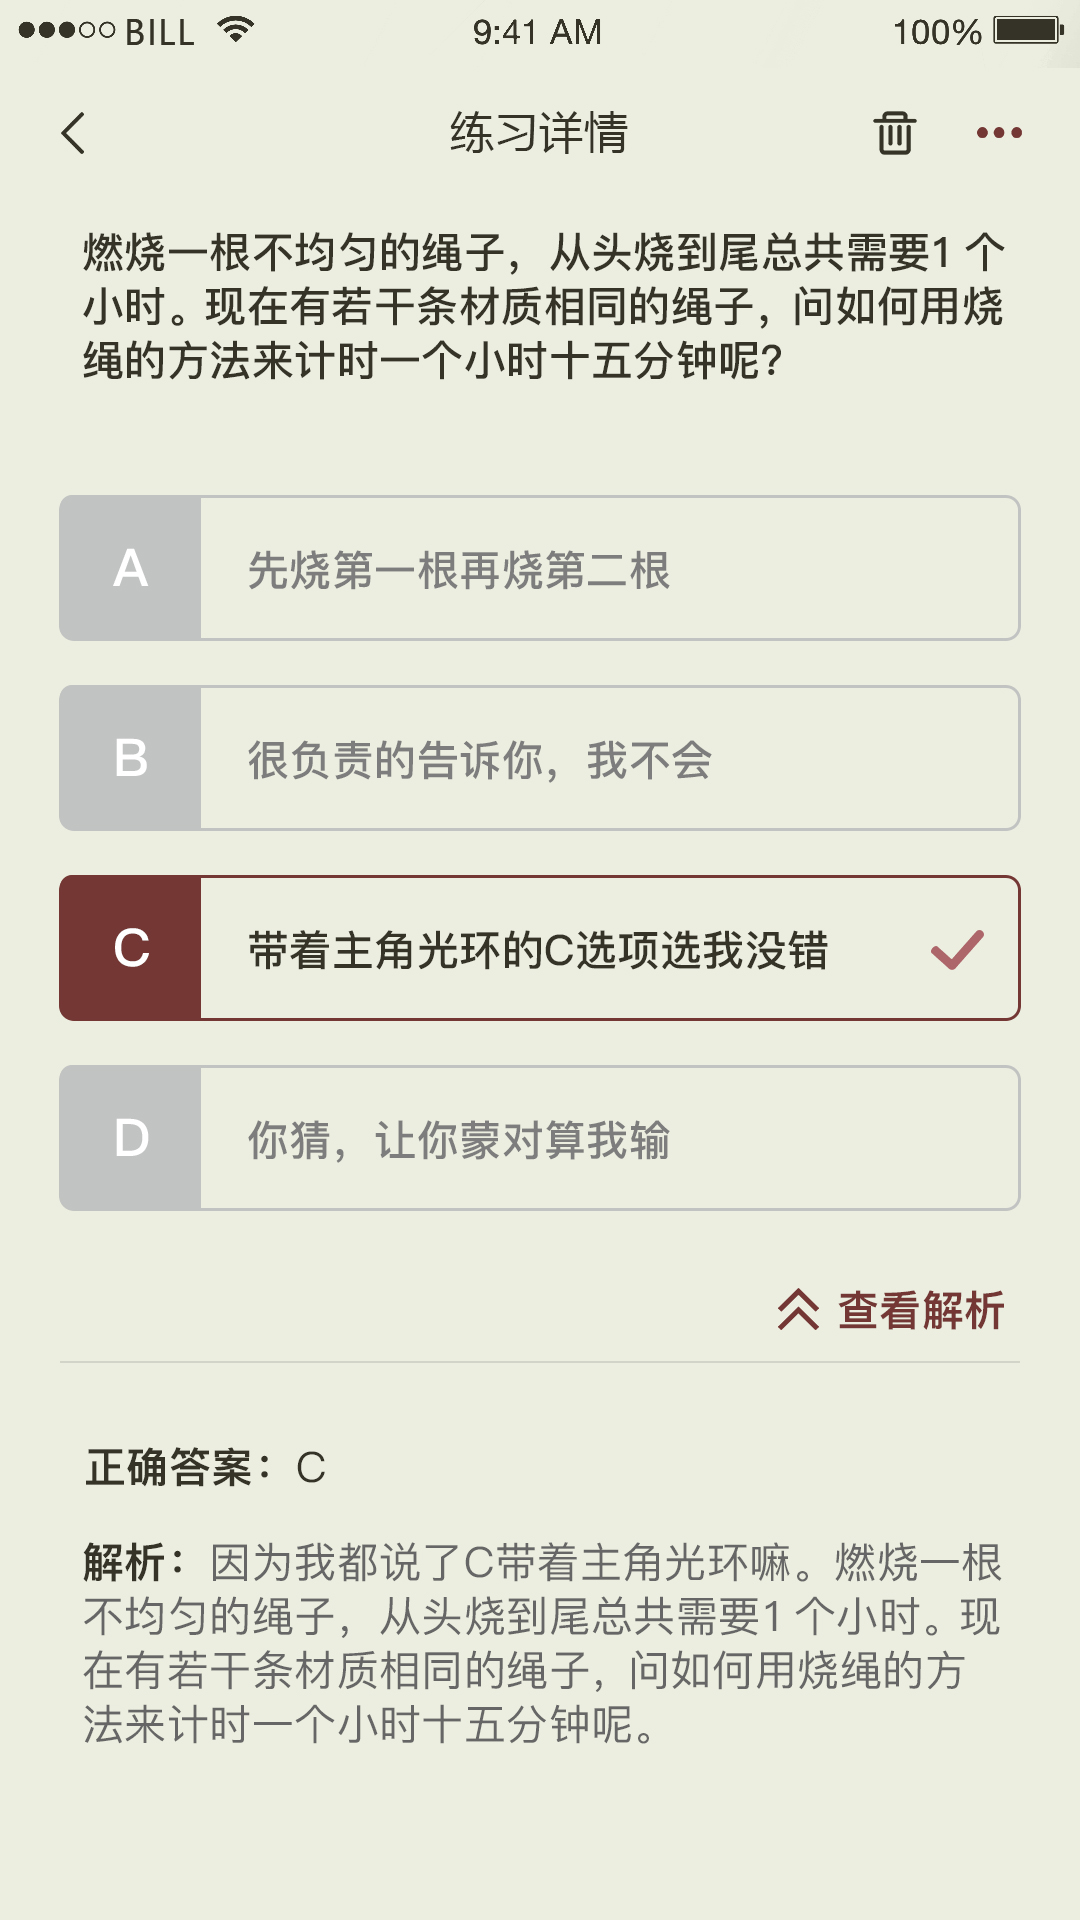 BILL 9:41 AM 100%
练习详情
燃烧一根不均匀的绳子，从头烧到尾总共需要1 个
小时。现在有若干条材质相同的绳子，问如何用烧
绳的方法来计时一个小时十五分钟呢?
A 先烧第一根再烧第二根
B 很负责的告诉你，我不会
C 带着主角光环的C选项选我没错
D 你猜，让你蒙对算我输
查看解析
正确答案：C
解析：因为我都说了C带着主角光环嘛。燃烧一根
不均匀的绳子，从头烧到尾总共需要1 个小时。现
在有若干条材质相同的绳子，问如何用烧绳的方
法来计时一个小时十五分钟呢。